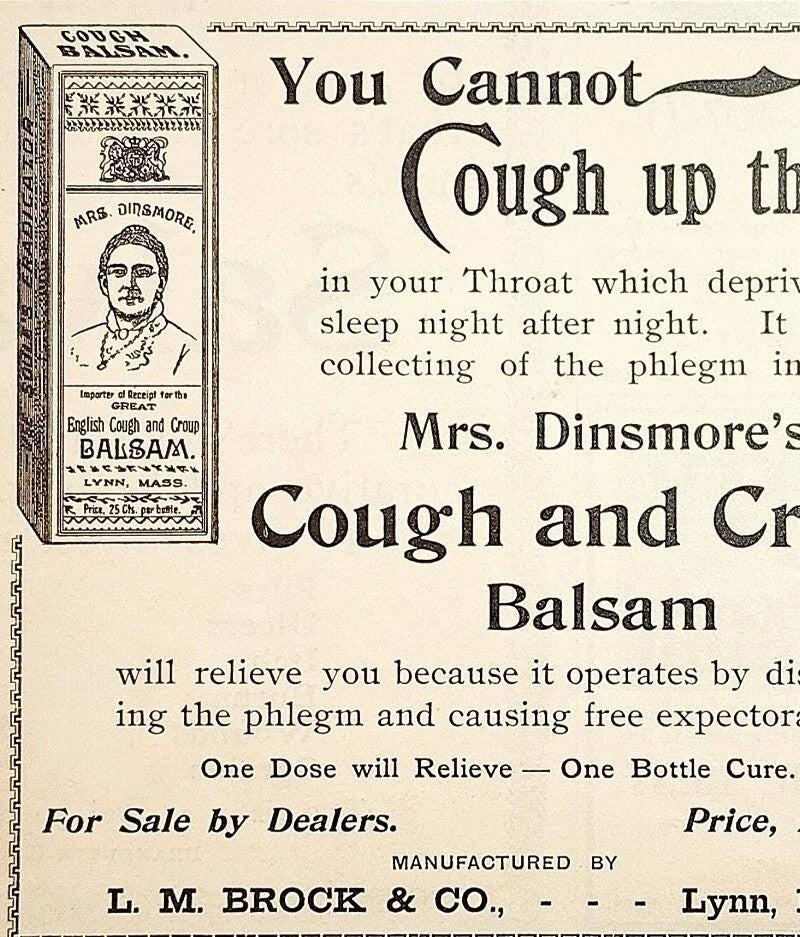 COUGH
BALSAM.
MRS. DINSMORE.
Importer of Receipt for the
GREAT
English Cough and Croup
BALSAM.
LYNN, MASS.
Price, 25 Cts. per bottle.
ERADICATOR
You Cannot
Cough up th
in your Throat which depriv
sleep night after night. It
collecting of the phlegm in
Mrs. Dinsmore's
Cough and Cr
Balsam
will relieve you because it operates by dis
ing the phlegm and causing free expectora
One Dose will Relieve — One Bottle Cure.
For Sale by Dealers. Price,
MANUFACTURED BY
L. M. BROCK & CO., - - - Lynn,